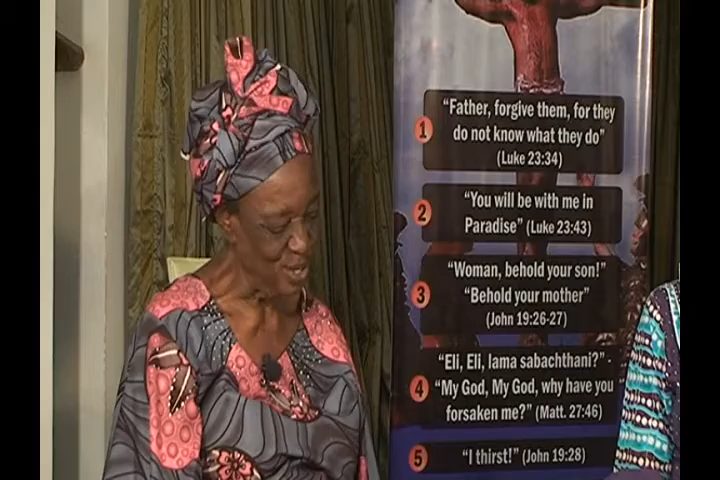 1
“Father, forgive them, for they
do not know what they do”
(Luke 23:34)
2
“You will be with me in
Paradise” (Luke 23:43)
3
“Woman, behold your son!”
“Behold your mother”
(John 19:26-27)
4
“Eli, Eli, lama sabachthani?” -
“My God, My God, why have you
forsaken me?” (Matt. 27:46)
5
“I thirst!” (John 19:28)